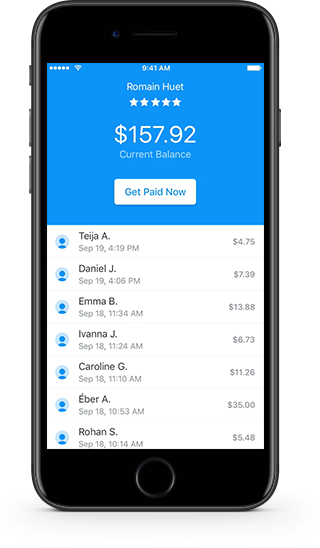 9:41 AM
Romain Huet
$157.92
Current Balance
Get Paid Now
Teija A.
$4.75
Sep 19, 4:19 PM
Daniel J.
$7.39
Sep 19, 4:06 PM
Emma B.
$13.88
Sep 18, 11:34 AM
Ivanna J.
$6.73
Sep 18, 11:24 AM
Caroline G.
$11.26
Sep 18, 11:10 AM
Éber A.
$35.00
Sep 18, 10:53 AM
Rohan S.
$5.48
Sep 18, 10:14 AM